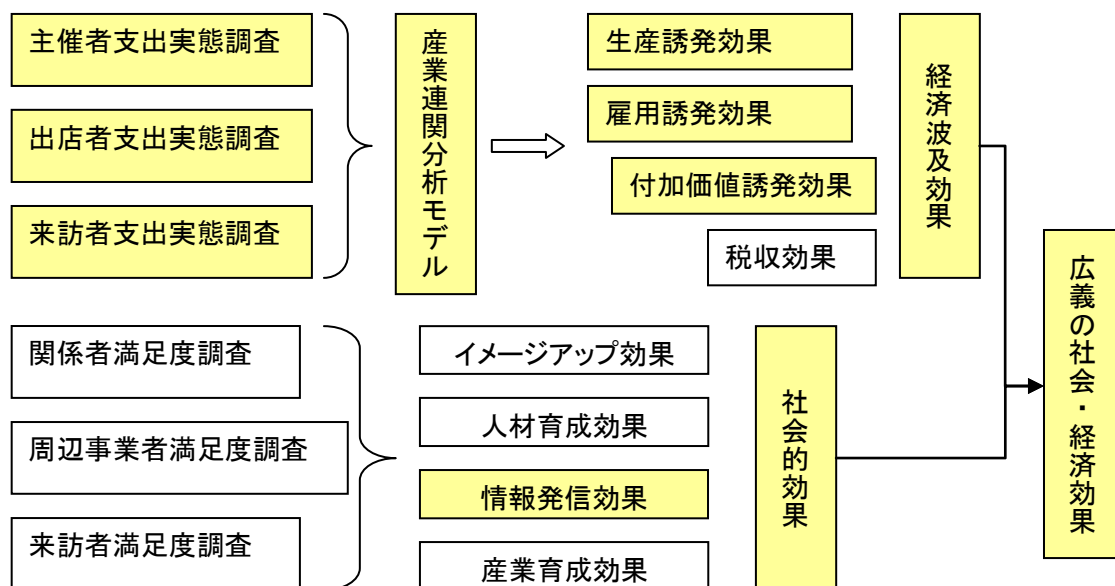 主催者支出実態調査
出店者支出実態調査
来訪者支出実態調査
産業連関分析モデル
生産誘発効果
雇用誘発効果
付加価値誘発効果
税収効果
経済波及効果
関係者満足度調査
周辺事業者満足度調査
来訪者満足度調査
イメージアップ効果
人材育成効果
情報発信効果
産業育成効果
社会的効果
広義の社会・経済効果